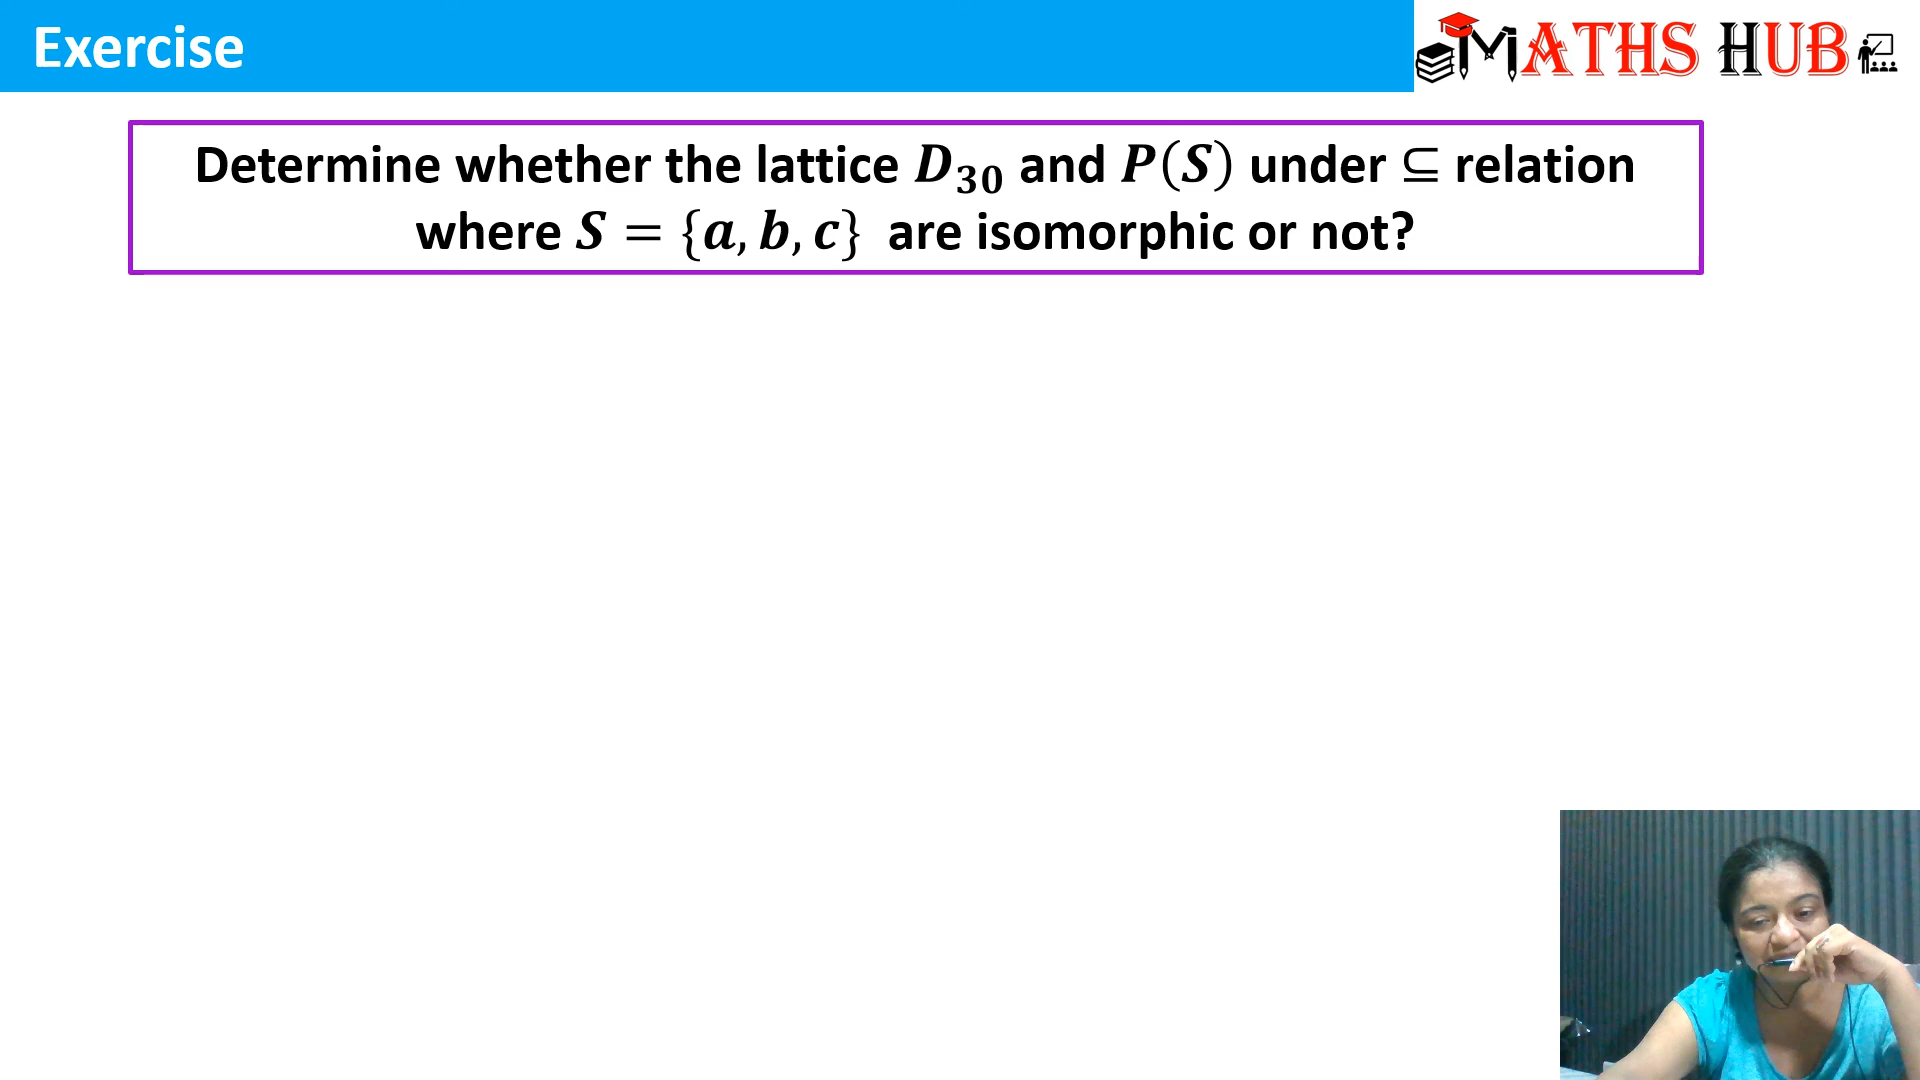 Exercise
MATHS HUB
Determine whether the lattice D₃₀ and P(S) under ⊆ relation
where S = {a, b, c} are isomorphic or not?